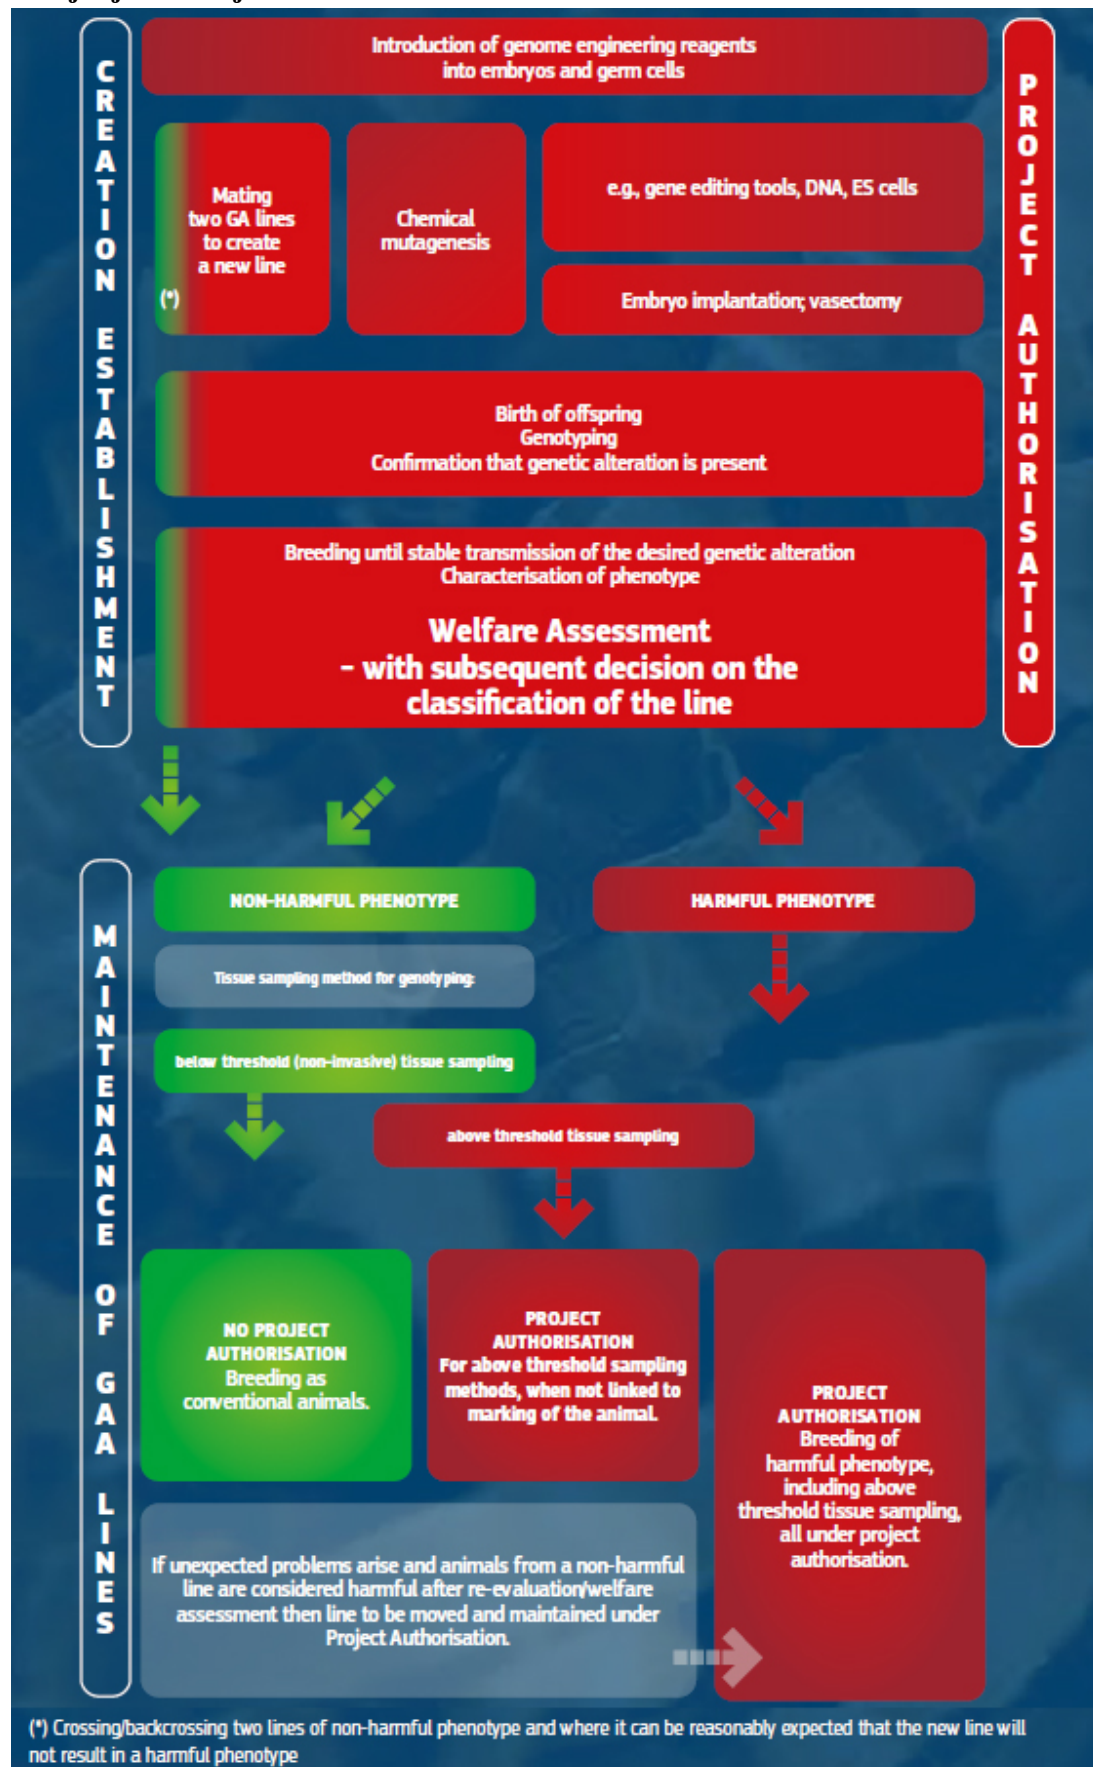 CREATION ESTABLISHMENT
PROJECT AUTHORISATION
Introduction of genome engineering reagents
into embryos and germ cells
Mating
two GA lines
to create
a new line
(*)
Chemical
mutagenesis
e.g., gene editing tools, DNA, ES cells
Embryo implantation; vasectomy
Birth of offspring
Genotyping
Confirmation that genetic alteration is present
Breeding until stable transmission of the desired genetic alteration
Characterisation of phenotype
Welfare Assessment
– with subsequent decision on the
classification of the line
MAINTENANCE OF GAA LINES
NON-HARMFUL PHENOTYPE
HARMFUL PHENOTYPE
Tissue sampling method for genotyping:
below threshold (non-invasive) tissue sampling
above threshold tissue sampling
NO PROJECT
AUTHORISATION
Breeding as
conventional animals.
PROJECT
AUTHORISATION
For above threshold sampling
methods, when not linked to
marking of the animal.
PROJECT
AUTHORISATION
Breeding of
harmful phenotype,
including above
threshold tissue sampling,
all under project
authorisation.
If unexpected problems arise and animals from a non-harmful
line are considered harmful after re-evaluation/welfare
assessment then line to be moved and maintained under
Project Authorisation.
(*) Crossing/backcrossing two lines of non-harmful phenotype and where it can be reasonably expected that the new line will
not result in a harmful phenotype